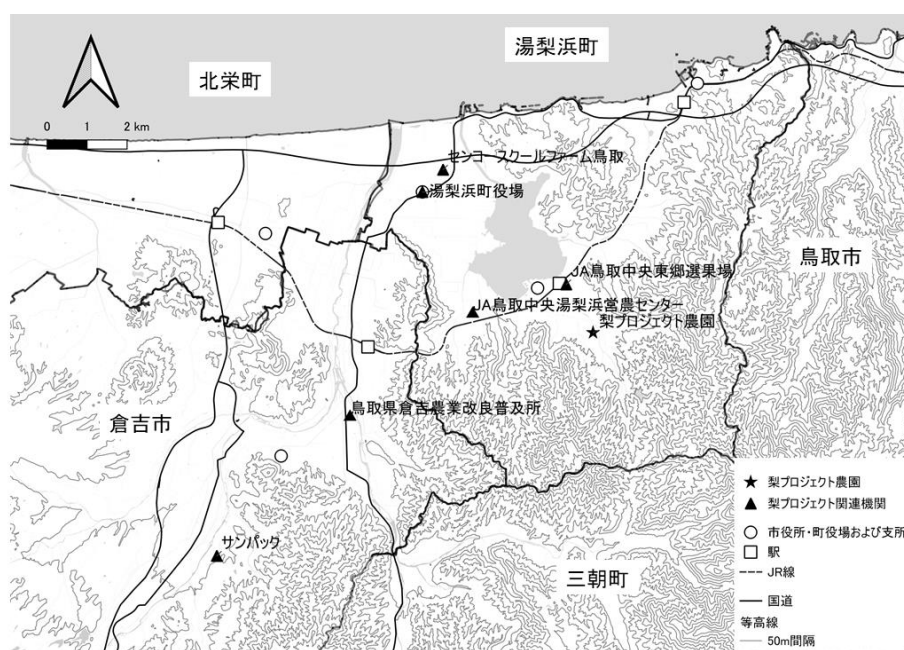 湯梨浜町
北栄町
0 1 2 km
センコースクールファーム鳥取
湯梨浜町役場
鳥取市
JA鳥取中央東郷選果場
JA鳥取中央湯梨浜営農センター
梨プロジェクト農園
鳥取県倉吉農業改良普及所
倉吉市
サンパック
三朝町
梨プロジェクト農園
梨プロジェクト関連機関
市役所・町役場および支所
駅
JR線
国道
等高線
50m間隔